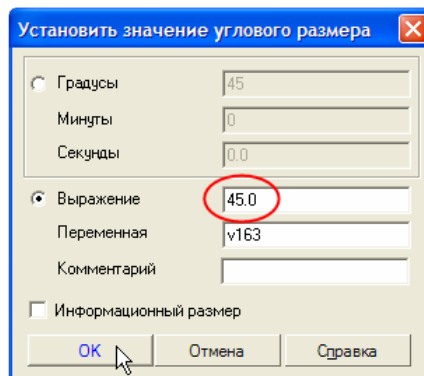 Установить значение углового размера
Градусы 45
Минуты 0
Секунды 0.0
Выражение 45.0
Переменная v163
Комментарий
Информационный размер
OK Отмена Справка